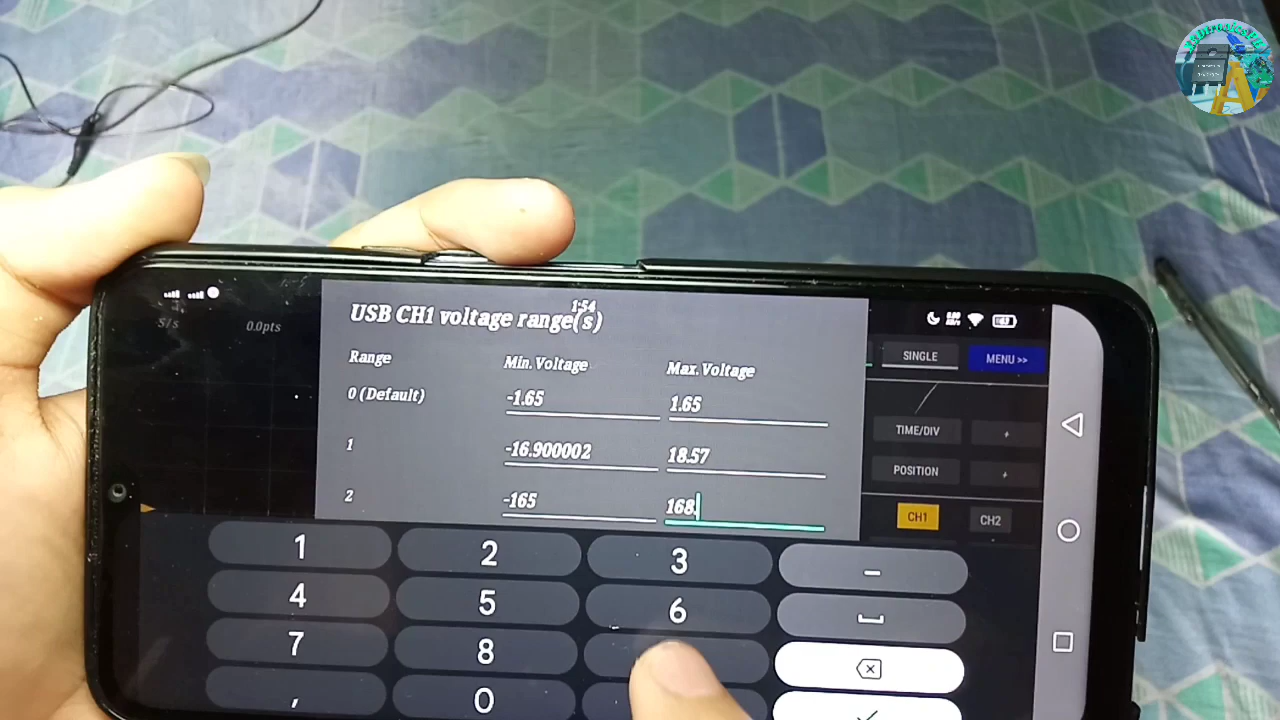 1:54
USB CH1 voltage range(s)
S/s 0.0pts
Range Min. Voltage Max. Voltage
0 (Default) -1.65 1.65
1 -16.900002 18.57
2 -165 168.
SINGLE MENU >>
TIME/DIV
POSITION
CH1 CH2
1 2 3 –
4 5 6
7 8
, 0